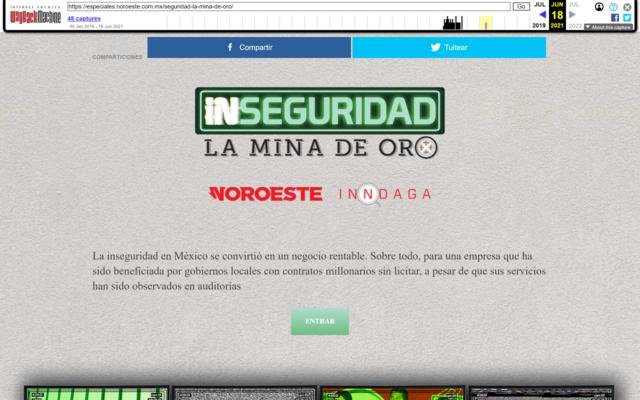 INTERNET ARCHIVE
WayBackMachine
https://especiales.noroeste.com.mx/seguridad-la-mina-de-oro/
Go
JUL JUN JUL
48 captures
18
30 Jan 2019 - 18 Jun 2021
2019 2021 2022
About this capture
COMPARTICIONES
Compartir
Tuitear
iNSEGURIDAD
LA MINA DE ORO
NOROESTE INNDAGA
La inseguridad en México se convirtió en un negocio rentable. Sobre todo, para una empresa que ha
sido beneficiada por gobiernos locales con contratos millonarios sin licitar, a pesar de que sus servicios
han sido observados en auditorias
ENTRAR